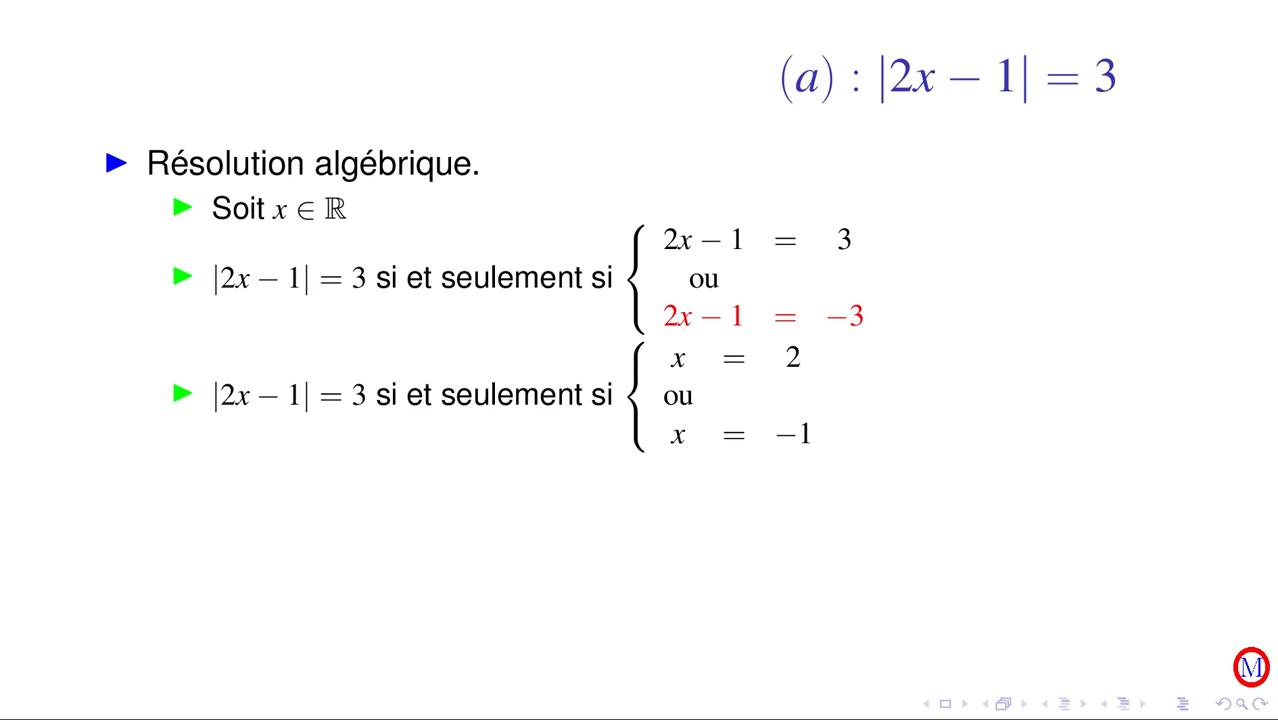 (a) : |2x − 1| = 3
Résolution algébrique.
Soit x ∈ ℝ
|2x − 1| = 3 si et seulement si { 2x − 1 = 3
ou
2x − 1 = −3
|2x − 1| = 3 si et seulement si { x = 2
ou
x = −1
M